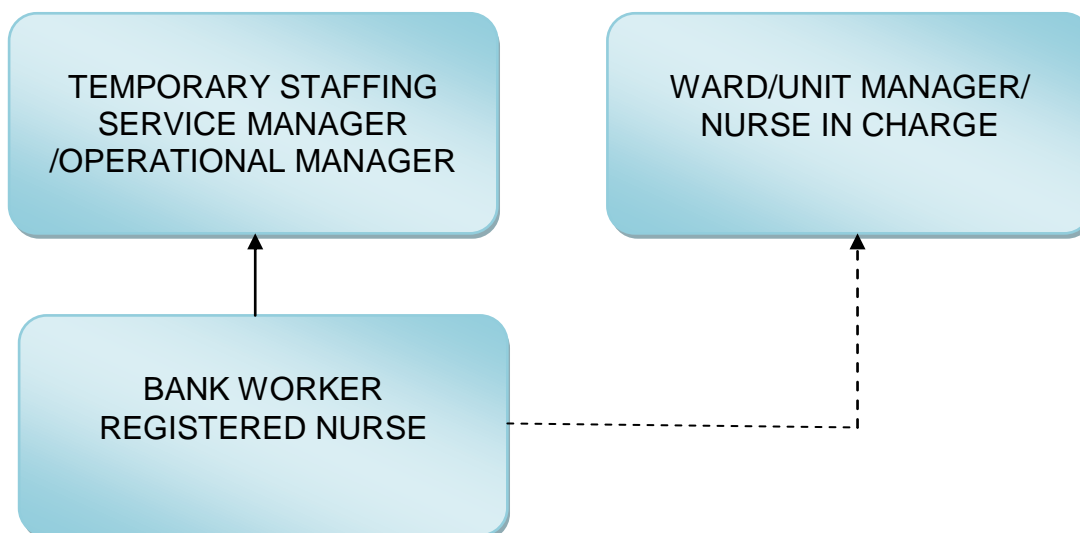 TEMPORARY STAFFING
SERVICE MANAGER
/OPERATIONAL MANAGER
WARD/UNIT MANAGER/
NURSE IN CHARGE
BANK WORKER
REGISTERED NURSE